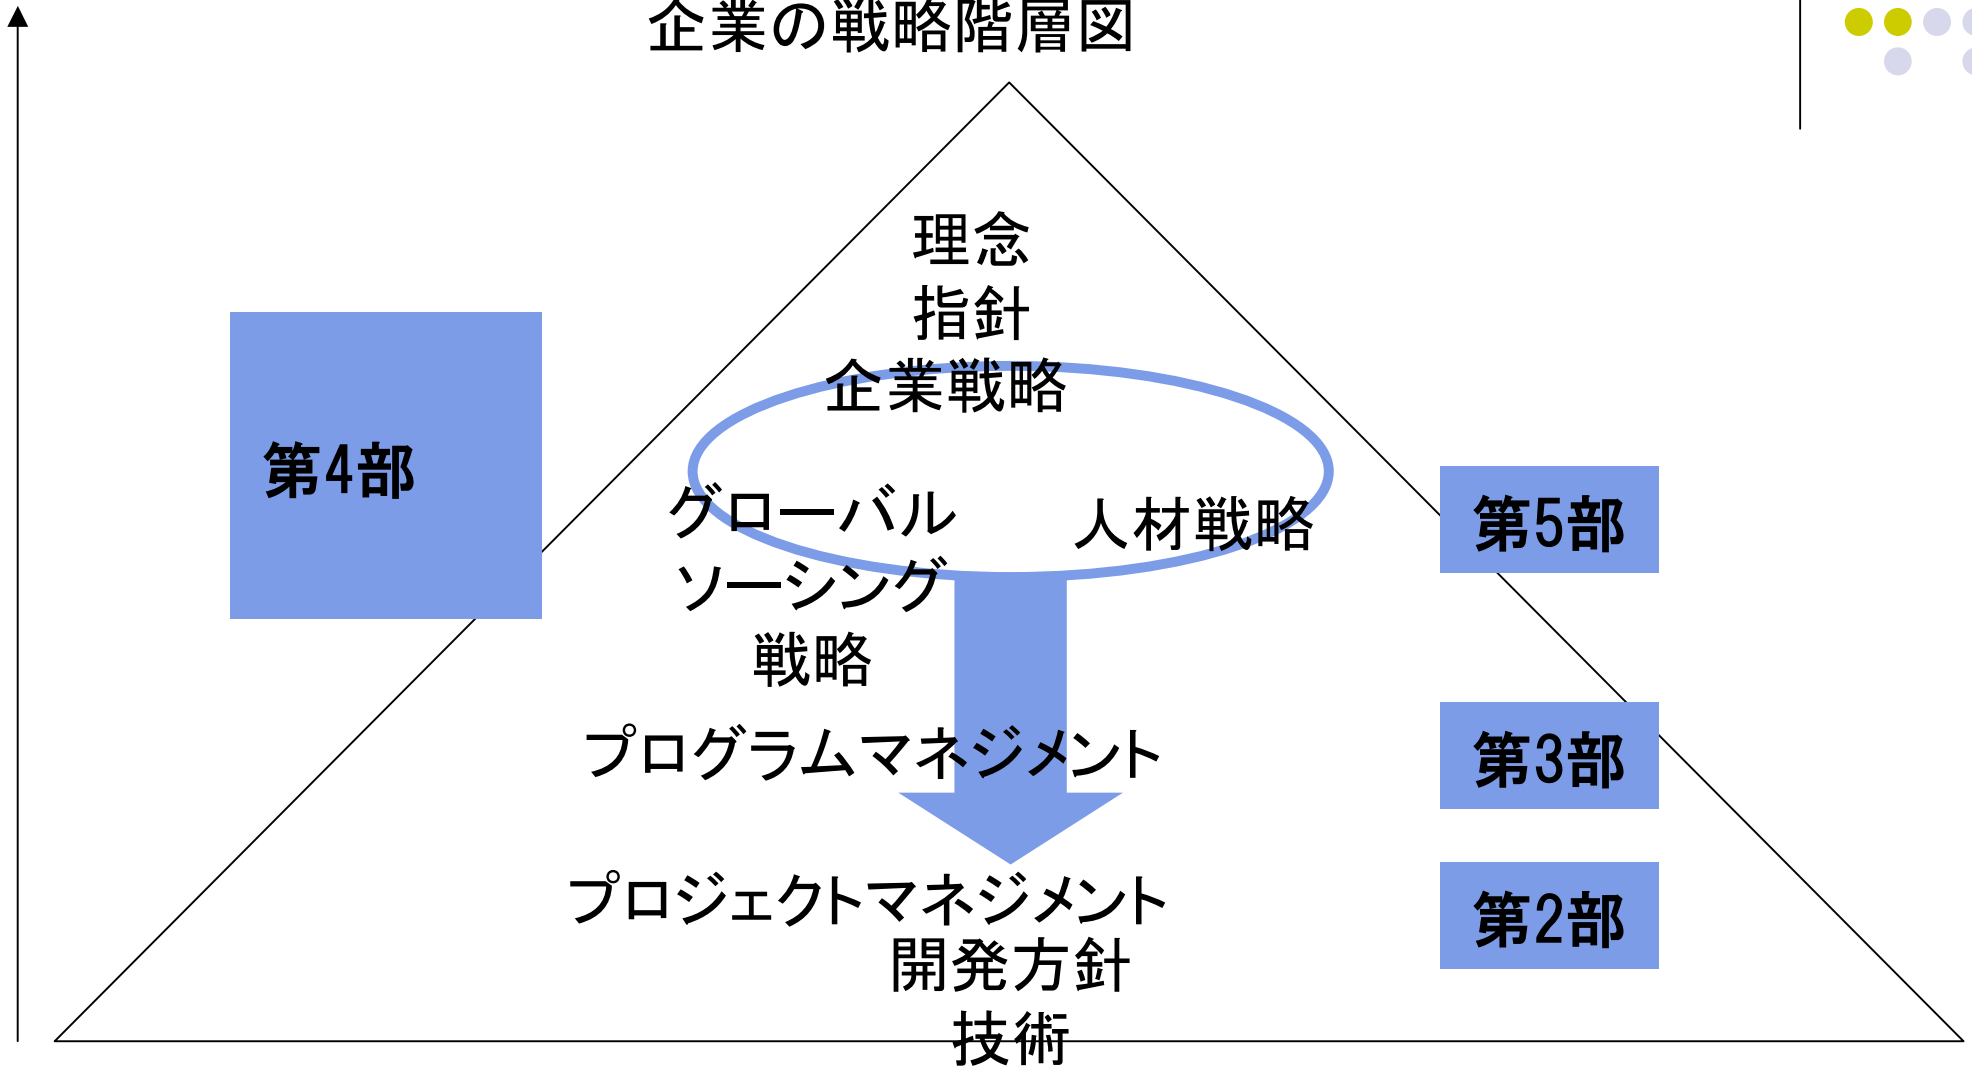 企業の戦略階層図
理念
指針
企業戦略
第4部
グローバル
ソーシング
戦略
人材戦略
第5部
プログラムマネジメント
第3部
プロジェクトマネジメント
第2部
開発方針
技術